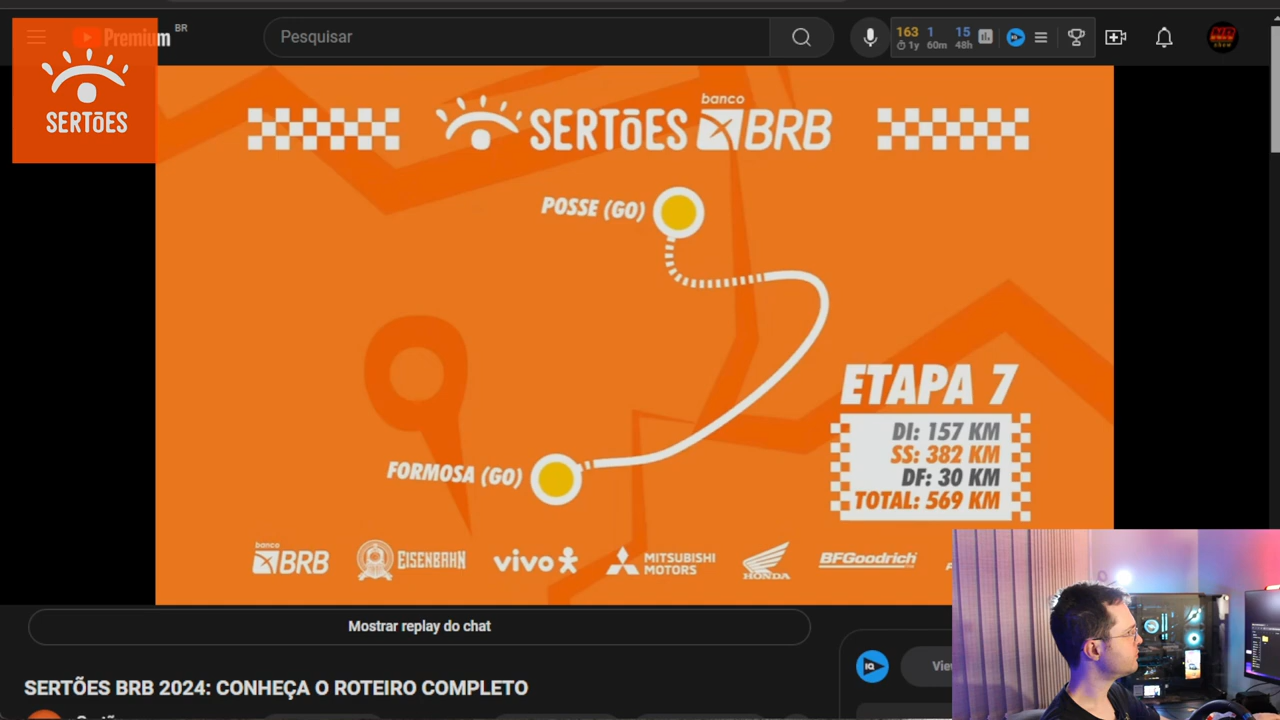 Premium BR
Pesquisar
163 1 15
1y 60m 48h
SERTÕES
SERTÕES banco BRB
POSSE (GO)
ETAPA 7
DI: 157 KM
SS: 382 KM
DF: 30 KM
TOTAL: 569 KM
FORMOSA (GO)
banco BRB EISENBAHN vivo MITSUBISHI MOTORS HONDA BFGoodrich
Mostrar replay do chat
SERTÕES BRB 2024: CONHEÇA O ROTEIRO COMPLETO